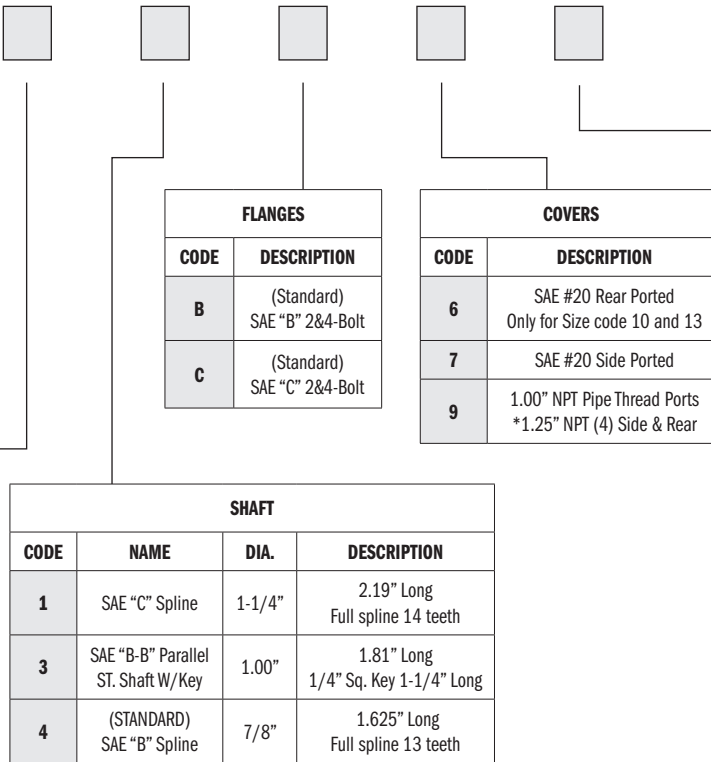 FLANGES
CODE DESCRIPTION
B (Standard)
SAE “B” 2&4-Bolt
C (Standard)
SAE “C” 2&4-Bolt
COVERS
CODE DESCRIPTION
6 SAE #20 Rear Ported
Only for Size code 10 and 13
7 SAE #20 Side Ported
9 1.00” NPT Pipe Thread Ports
*1.25” NPT (4) Side & Rear
SHAFT
CODE NAME DIA. DESCRIPTION
1 SAE “C” Spline 1-1/4” 2.19” Long
Full spline 14 teeth
3 SAE “B-B” Parallel
ST. Shaft W/Key 1.00” 1.81” Long
1/4” Sq. Key 1-1/4” Long
4 (STANDARD)
SAE “B” Spline 7/8” 1.625” Long
Full spline 13 teeth